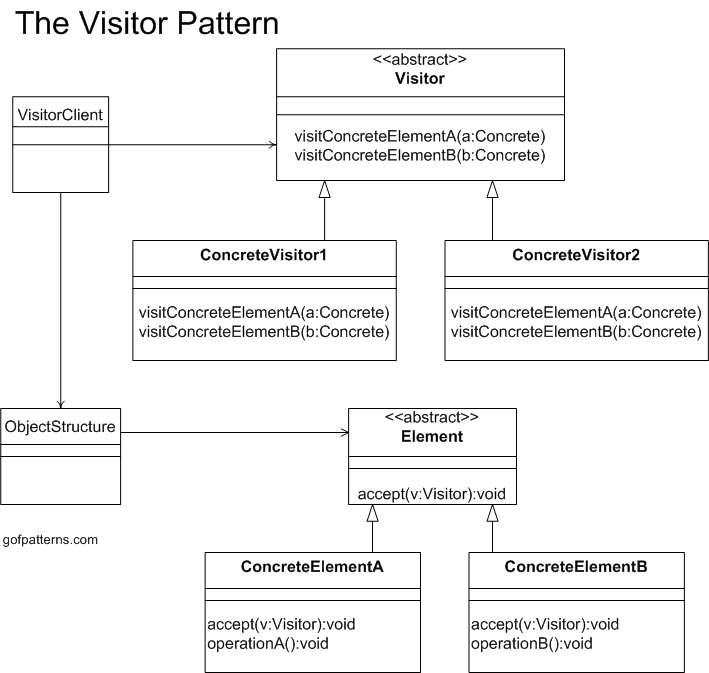 The Visitor Pattern
<<abstract>>
Visitor
visitConcreteElementA(a:Concrete)
visitConcreteElementB(b:Concrete)
VisitorClient
ConcreteVisitor1
visitConcreteElementA(a:Concrete)
visitConcreteElementB(b:Concrete)
ConcreteVisitor2
visitConcreteElementA(a:Concrete)
visitConcreteElementB(b:Concrete)
ObjectStructure
<<abstract>>
Element
accept(v:Visitor):void
gofpatterns.com
ConcreteElementA
accept(v:Visitor):void
operationA():void
ConcreteElementB
accept(v:Visitor):void
operationB():void